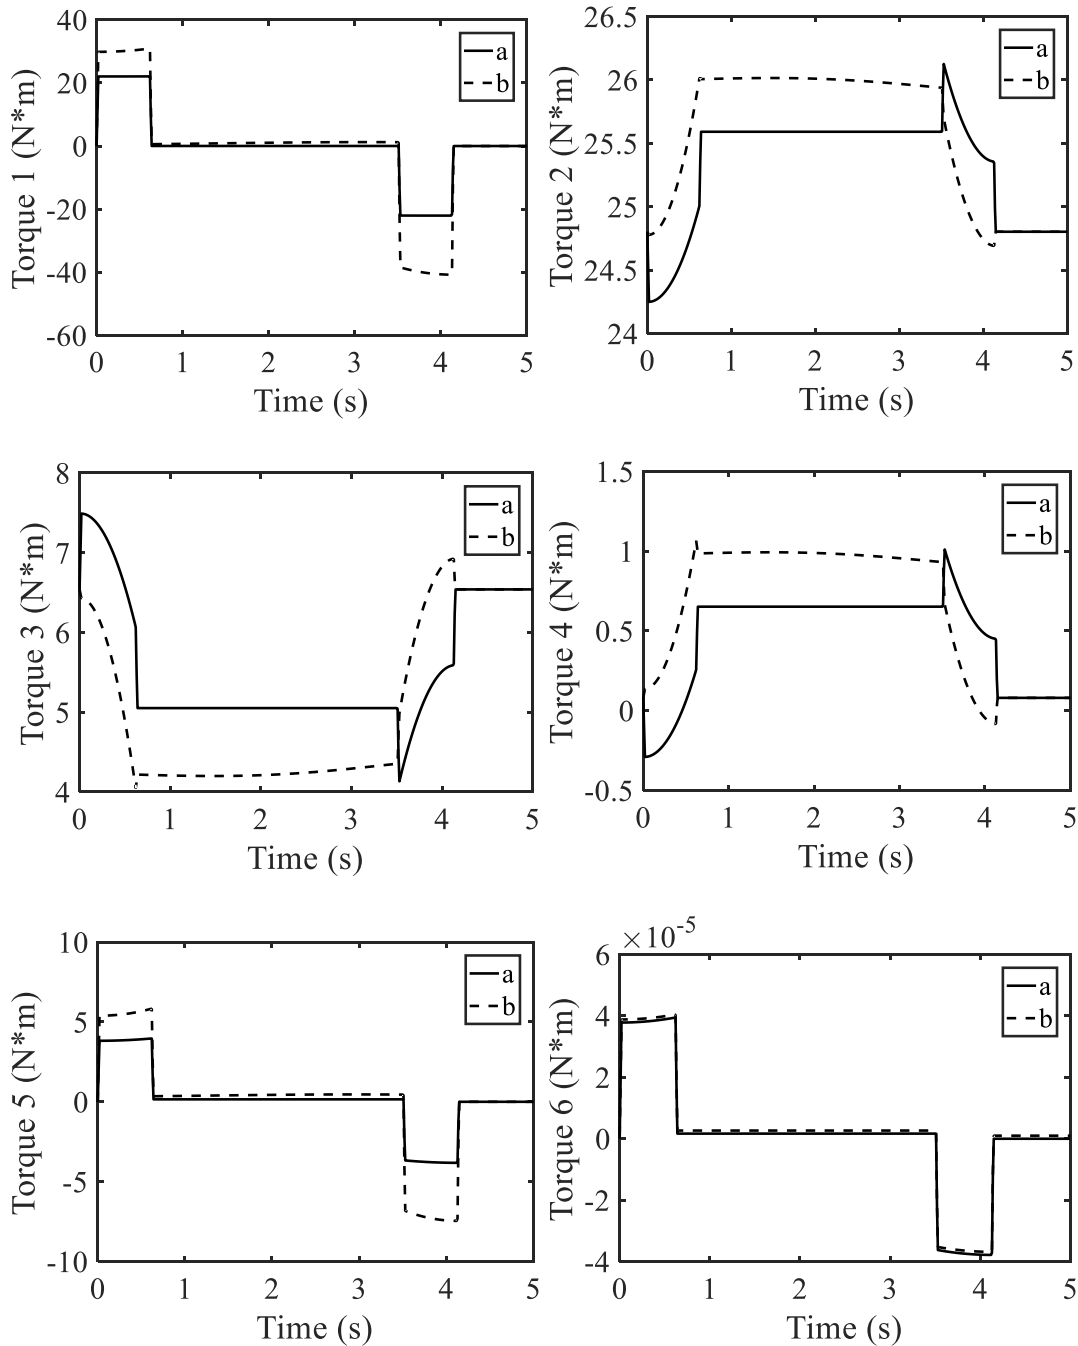 40
20
0
-20
-40
-60
0 1 2 3 4 5
Torque 1 (N*m)
Time (s)
a
b
26.5
26
25.5
25
24.5
24
0 1 2 3 4 5
Torque 2 (N*m)
Time (s)
a
b
8
7
6
5
4
0 1 2 3 4 5
Torque 3 (N*m)
Time (s)
a
b
1.5
1
0.5
0
-0.5
0 1 2 3 4 5
Torque 4 (N*m)
Time (s)
a
b
10
5
0
-5
-10
0 1 2 3 4 5
Torque 5 (N*m)
Time (s)
a
b
×10-5
6
4
2
0
-2
-4
0 1 2 3 4 5
Torque 6 (N*m)
Time (s)
a
b